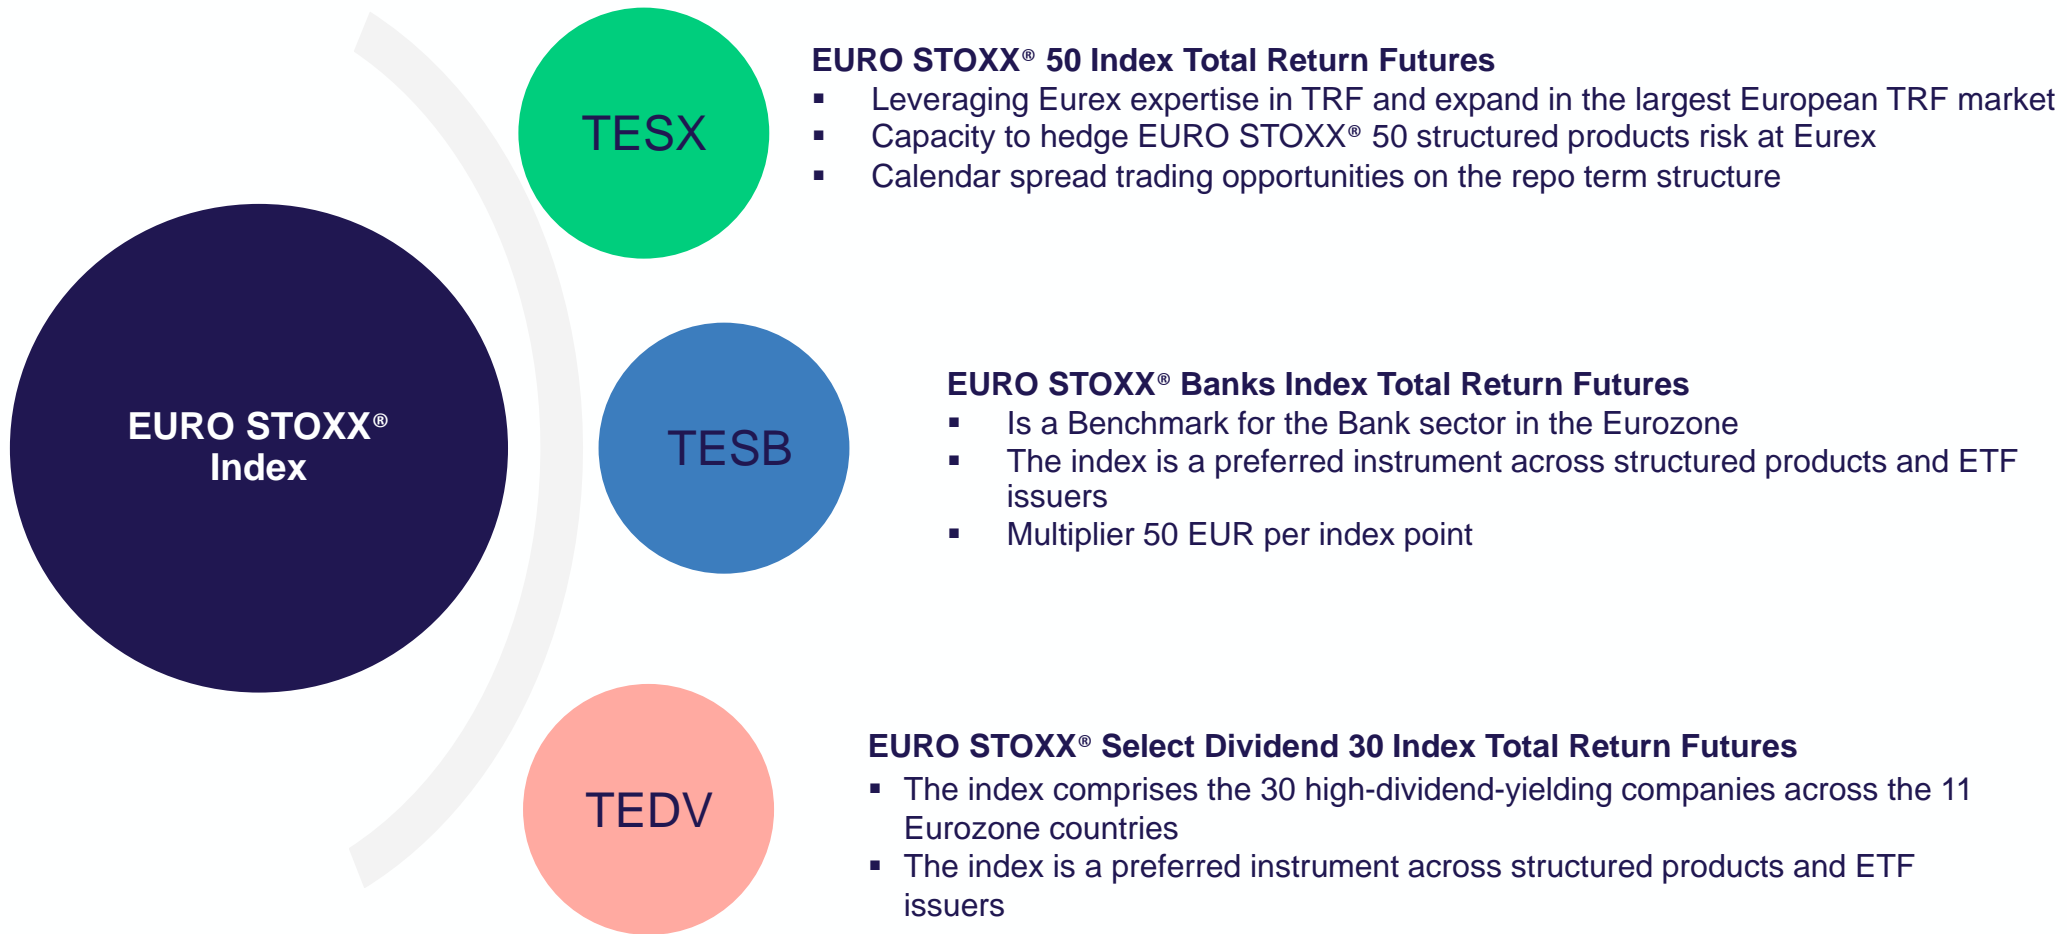 EURO STOXX®
Index
TESX
EURO STOXX® 50 Index Total Return Futures
▪ Leveraging Eurex expertise in TRF and expand in the largest European TRF market
▪ Capacity to hedge EURO STOXX® 50 structured products risk at Eurex
▪ Calendar spread trading opportunities on the repo term structure
TESB
EURO STOXX® Banks Index Total Return Futures
▪ Is a Benchmark for the Bank sector in the Eurozone
▪ The index is a preferred instrument across structured products and ETF
issuers
▪ Multiplier 50 EUR per index point
TEDV
EURO STOXX® Select Dividend 30 Index Total Return Futures
▪ The index comprises the 30 high-dividend-yielding companies across the 11
Eurozone countries
▪ The index is a preferred instrument across structured products and ETF
issuers